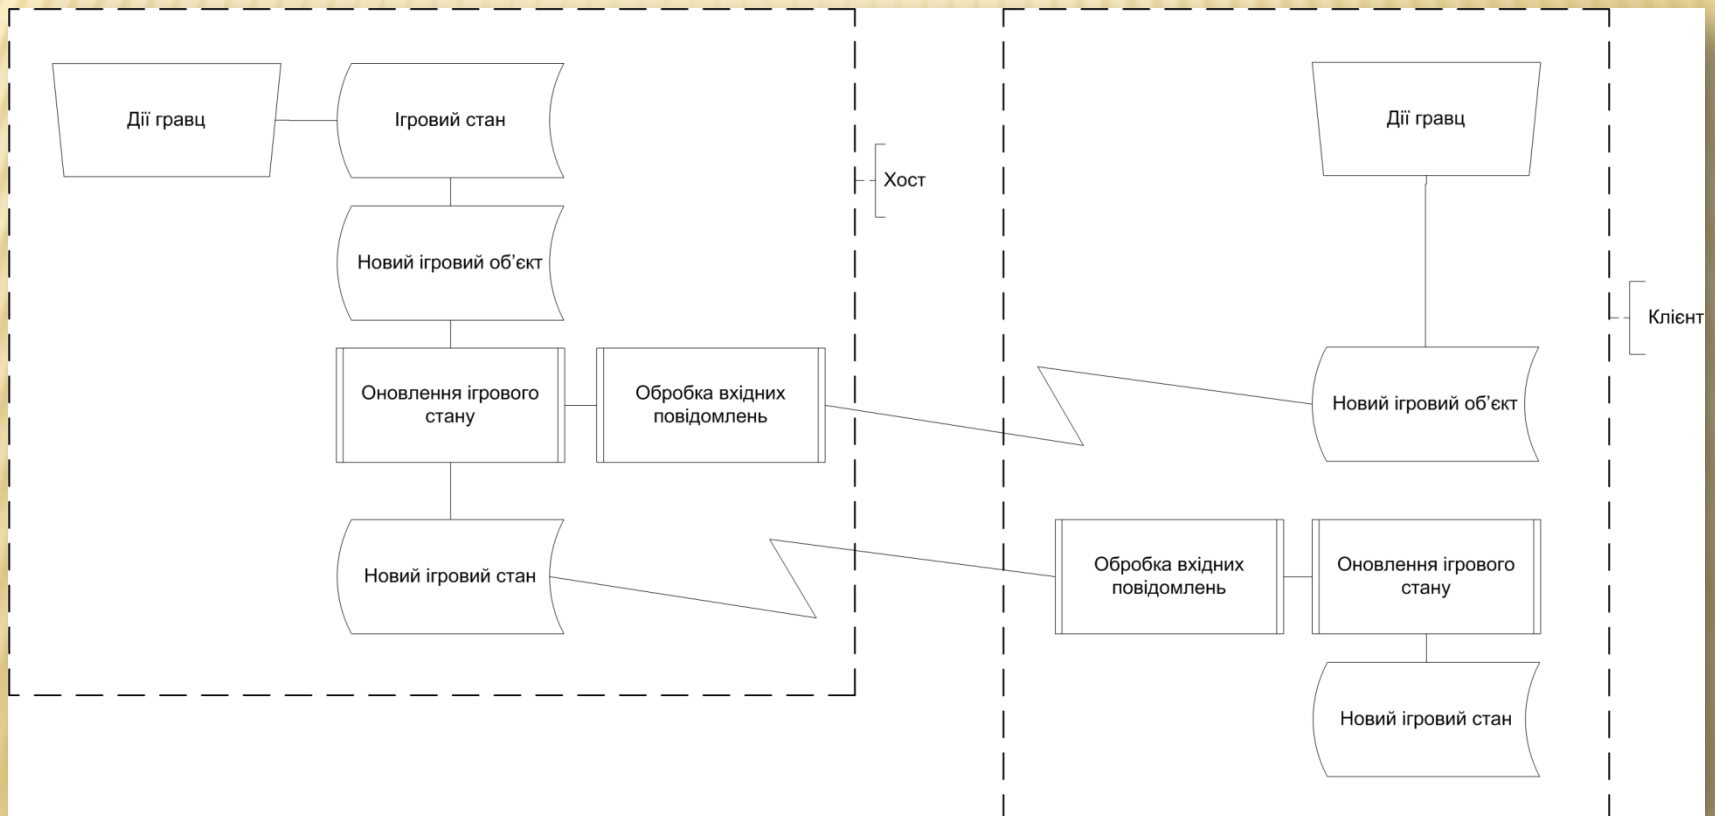 Дії гравц
Ігровий стан
Дії гравц
Хост
Новий ігровий об’єкт
Клієнт
Оновлення ігрового
стану
Обробка вхідних
повідомлень
Новий ігровий об’єкт
Новий ігровий стан
Обробка вхідних
повідомлень
Оновлення ігрового
стану
Новий ігровий стан